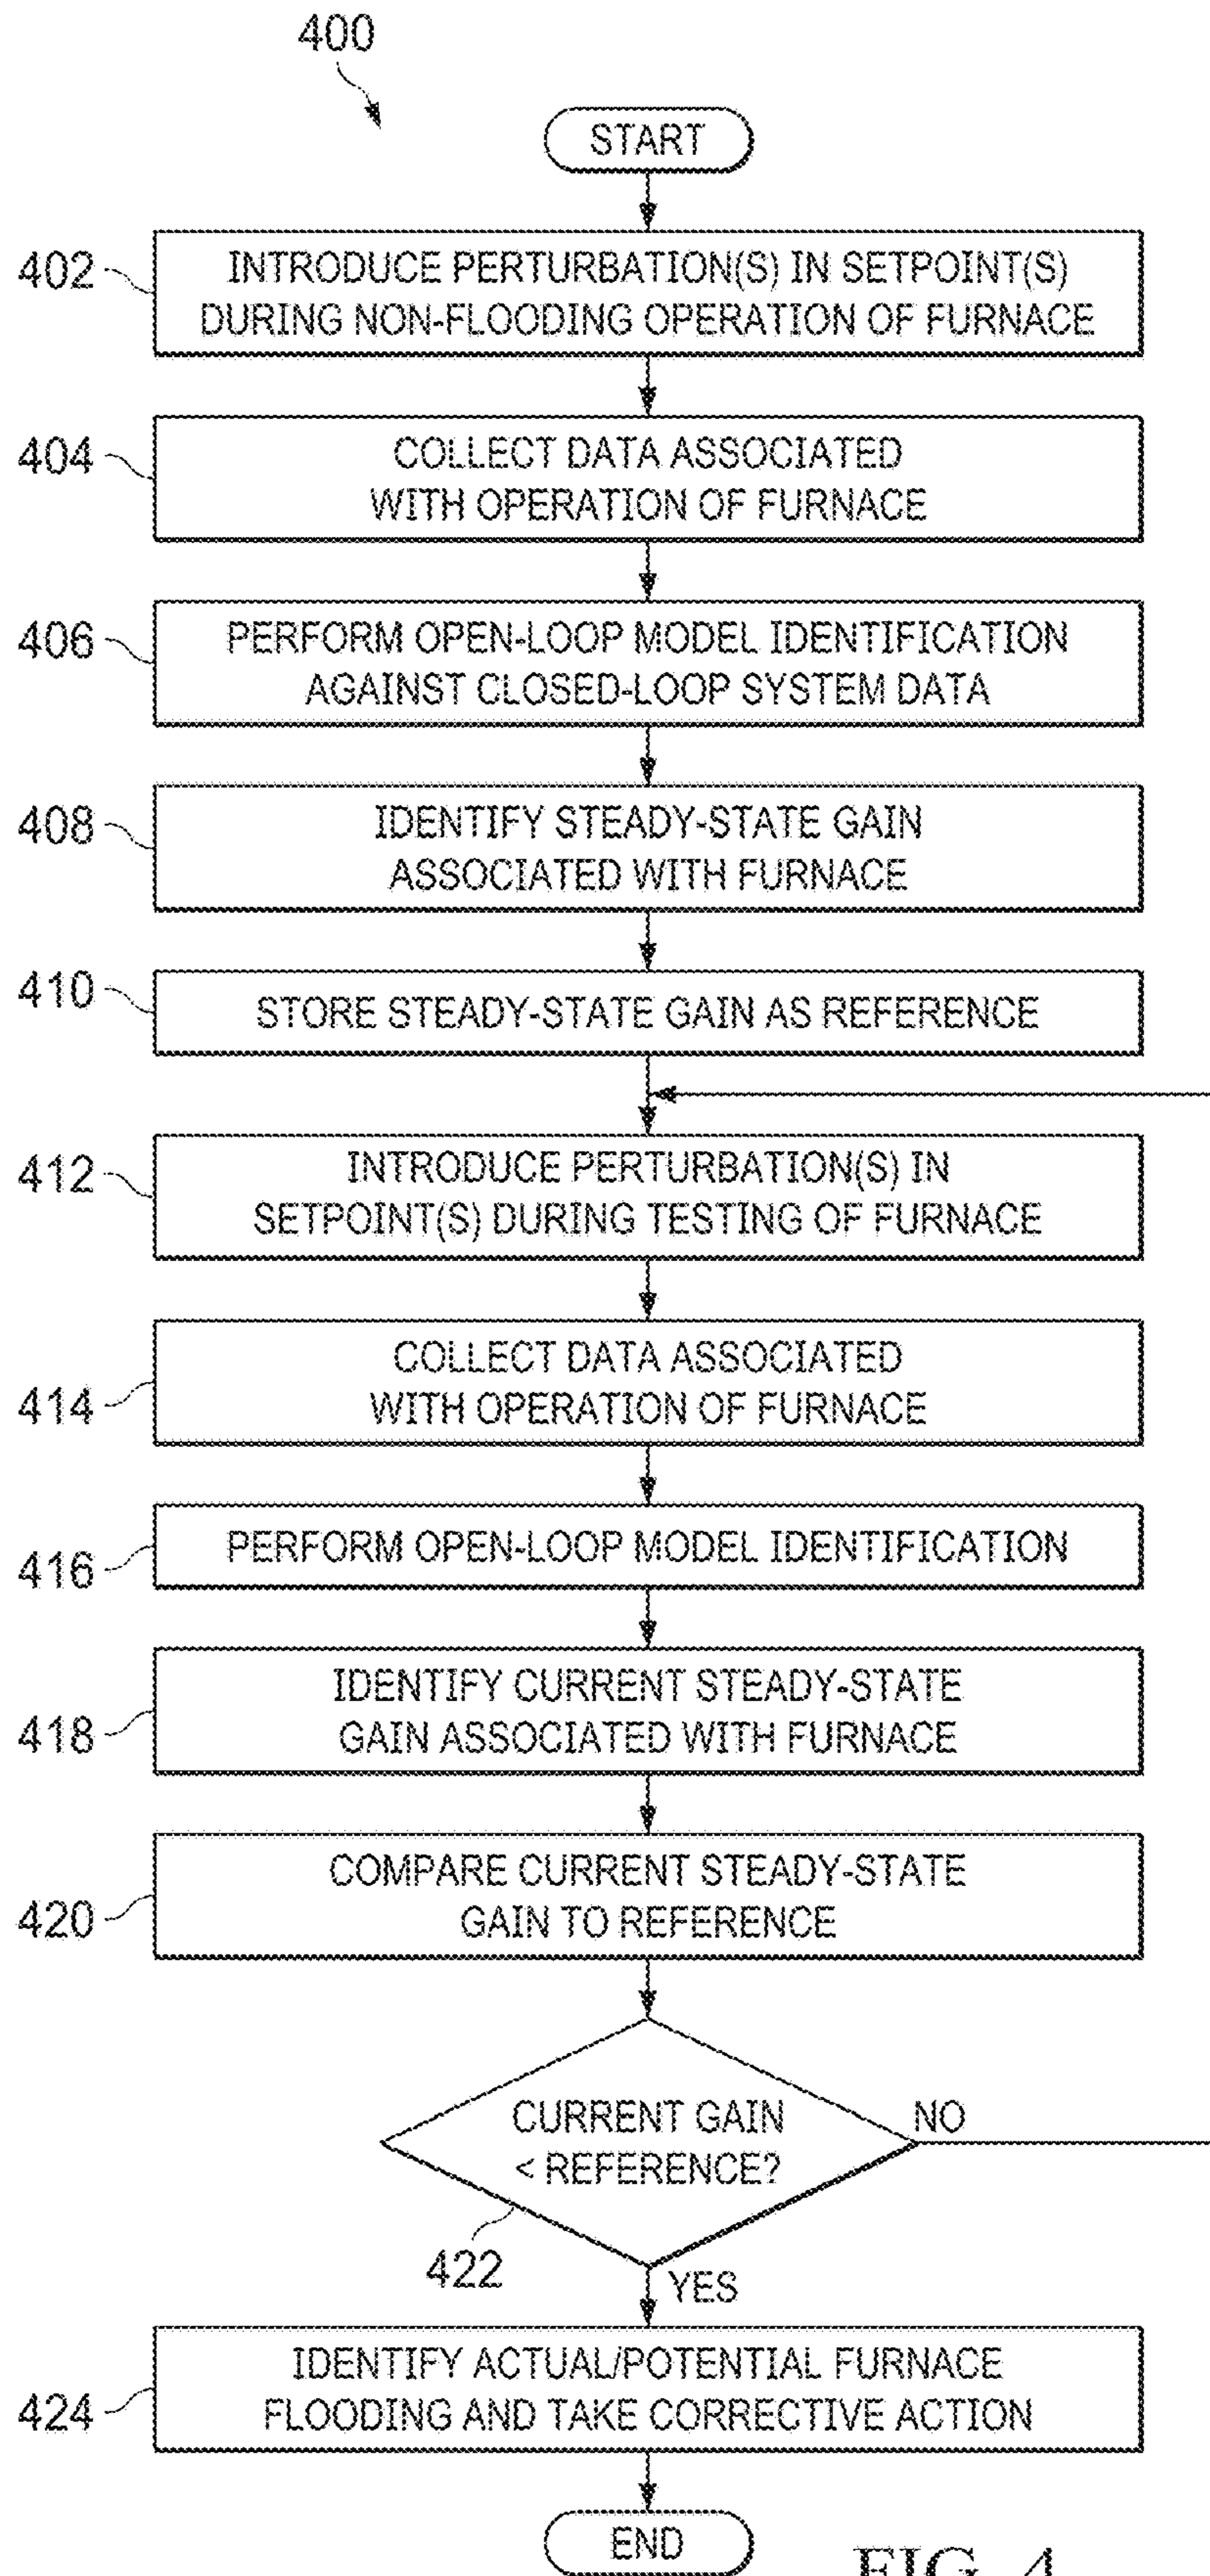 400
START
402
INTRODUCE PERTURBATION(S) IN SETPOINT(S)
DURING NON-FLOODING OPERATION OF FURNACE
404
COLLECT DATA ASSOCIATED
WITH OPERATION OF FURNACE
406
PERFORM OPEN-LOOP MODEL IDENTIFICATION
AGAINST CLOSED-LOOP SYSTEM DATA
408
IDENTIFY STEADY-STATE GAIN
ASSOCIATED WITH FURNACE
410
STORE STEADY-STATE GAIN AS REFERENCE
412
INTRODUCE PERTURBATION(S) IN
SETPOINT(S) DURING TESTING OF FURNACE
414
COLLECT DATA ASSOCIATED
WITH OPERATION OF FURNACE
416
PERFORM OPEN-LOOP MODEL IDENTIFICATION
418
IDENTIFY CURRENT STEADY-STATE
GAIN ASSOCIATED WITH FURNACE
420
COMPARE CURRENT STEADY-STATE
GAIN TO REFERENCE
CURRENT GAIN
< REFERENCE?
NO
422
YES
424
IDENTIFY ACTUAL/POTENTIAL FURNACE
FLOODING AND TAKE CORRECTIVE ACTION
END
FIG. 4